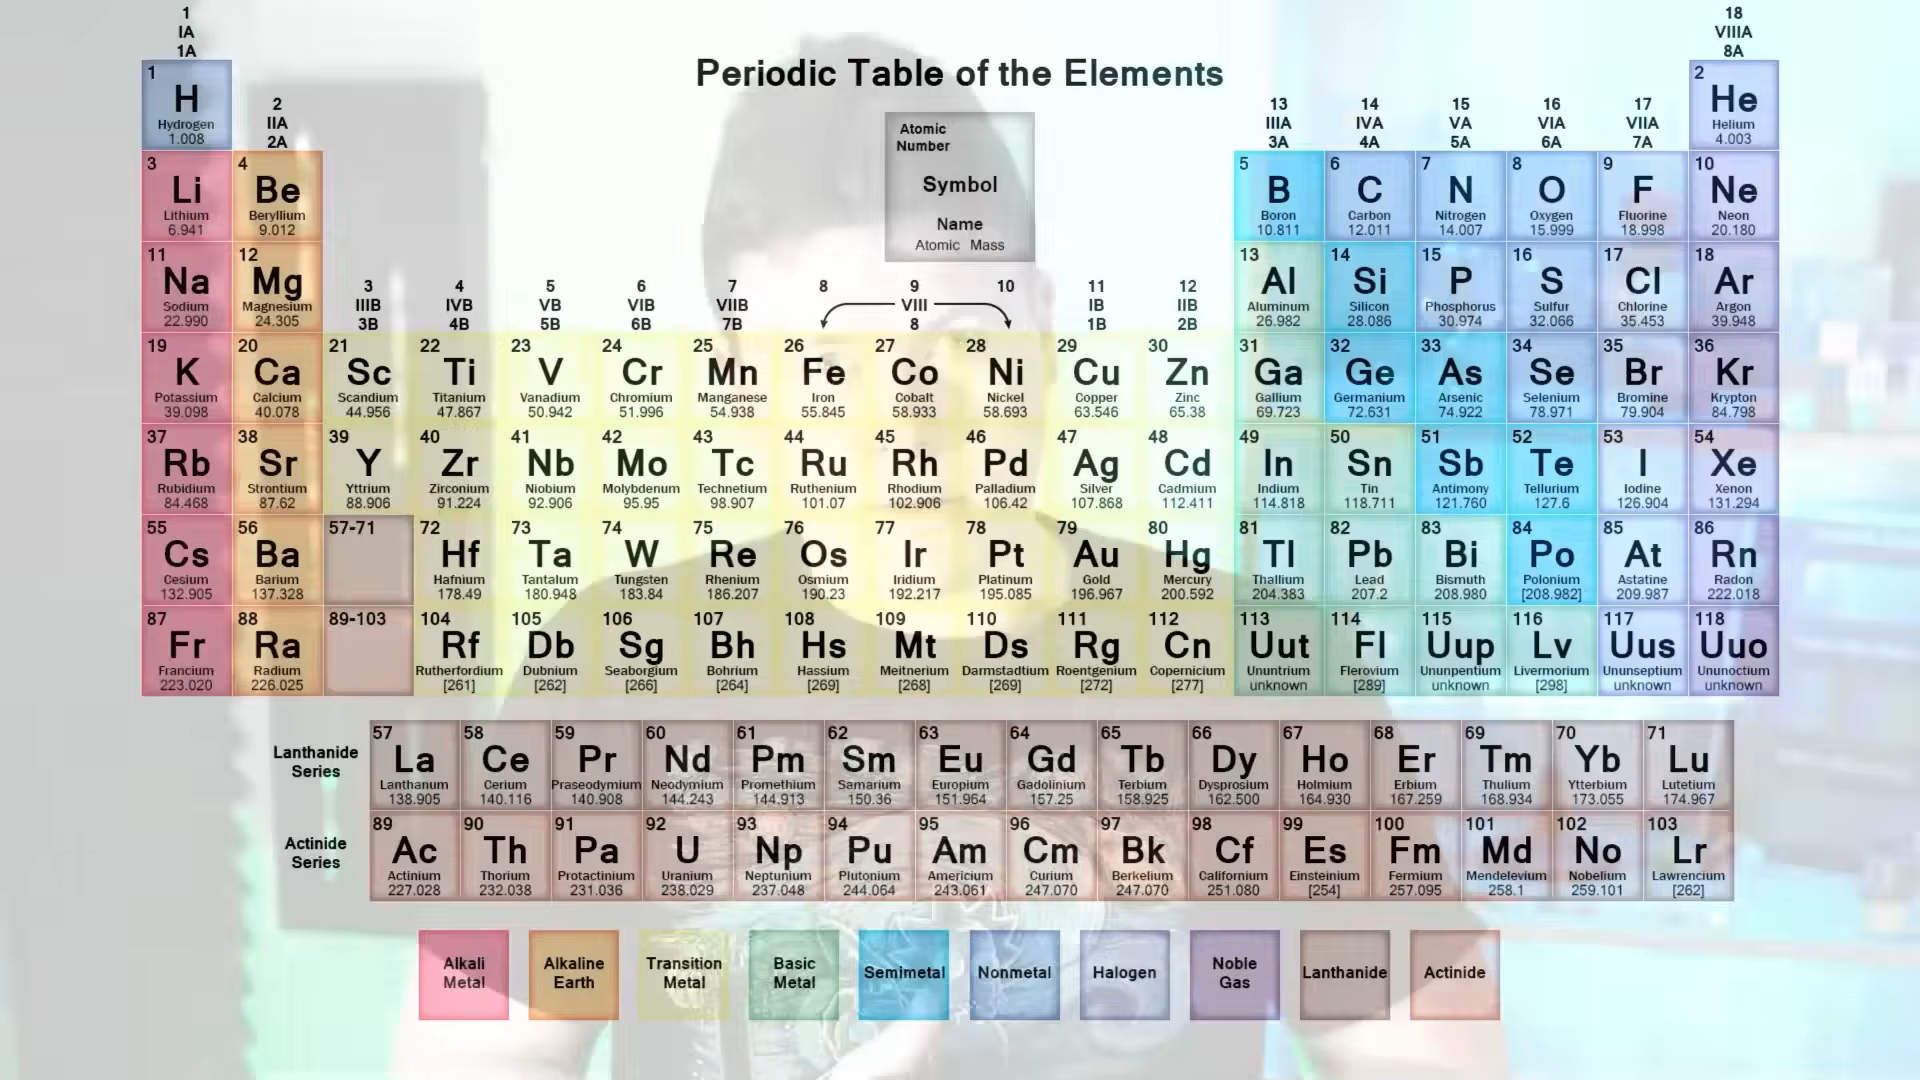 Periodic Table of the Elements
1
IA
1A
18
VIIIA
8A
1
H
Hydrogen
1.008
2
IIA
2A
Atomic
Number
Symbol
Name
Atomic Mass
13
IIIA
3A
14
IVA
4A
15
VA
5A
16
VIA
6A
17
VIIA
7A
2
He
Helium
4.003
3 4 5 6 7 8 9 10
Li Be B C N O F Ne
Lithium Beryllium Boron Carbon Nitrogen Oxygen Fluorine Neon
6.941 9.012 10.811 12.011 14.007 15.999 18.998 20.180
11 12 13 14 15 16 17 18
Na Mg Al Si P S Cl Ar
Sodium Magnesium Aluminum Silicon Phosphorus Sulfur Chlorine Argon
22.990 24.305 26.982 28.086 30.974 32.066 35.453 39.948
3 4 5 6 7 8 9 10 11 12
IIIB IVB VB VIB VIIB VIII IB IIB
3B 4B 5B 6B 7B 8 1B 2B
19 20 21 22 23 24 25 26 27 28 29 30 31 32 33 34 35 36
K Ca Sc Ti V Cr Mn Fe Co Ni Cu Zn Ga Ge As Se Br Kr
Potassium Calcium Scandium Titanium Vanadium Chromium Manganese Iron Cobalt Nickel Copper Zinc Gallium Germanium Arsenic Selenium Bromine Krypton
39.098 40.078 44.956 47.867 50.942 51.996 54.938 55.845 58.933 58.693 63.546 65.38 69.723 72.631 74.922 78.971 79.904 84.798
37 38 39 40 41 42 43 44 45 46 47 48 49 50 51 52 53 54
Rb Sr Y Zr Nb Mo Tc Ru Rh Pd Ag Cd In Sn Sb Te I Xe
Rubidium Strontium Yttrium Zirconium Niobium Molybdenum Technetium Ruthenium Rhodium Palladium Silver Cadmium Indium Tin Antimony Tellurium Iodine Xenon
84.468 87.62 88.906 91.224 92.906 95.95 98.907 101.07 102.906 106.42 107.868 112.411 114.818 118.711 121.760 127.6 126.904 131.294
55 56 57-71 72 73 74 75 76 77 78 79 80 81 82 83 84 85 86
Cs Ba Hf Ta W Re Os Ir Pt Au Hg Tl Pb Bi Po At Rn
Cesium Barium Hafnium Tantalum Tungsten Rhenium Osmium Iridium Platinum Gold Mercury Thallium Lead Bismuth Polonium Astatine Radon
132.905 137.328 178.49 180.948 183.84 186.207 190.23 192.217 195.085 196.967 200.592 204.383 207.2 208.980 [208.982] 209.987 222.018
87 88 89-103 104 105 106 107 108 109 110 111 112 113 114 115 116 117 118
Fr Ra Rf Db Sg Bh Hs Mt Ds Rg Cn Uut Fl Uup Lv Uus Uuo
Francium Radium Rutherfordium Dubnium Seaborgium Bohrium Hassium Meitnerium Darmstadtium Roentgenium Copernicium Ununtrium Flerovium Ununpentium Livermorium Ununseptium Ununoctium
223.020 226.025 [261] [262] [266] [264] [269] [268] [269] [272] [277] unknown [289] unknown [298] unknown unknown
Lanthanide
Series
57 58 59 60 61 62 63 64 65 66 67 68 69 70 71
La Ce Pr Nd Pm Sm Eu Gd Tb Dy Ho Er Tm Yb Lu
Lanthanum Cerium Praseodymium Neodymium Promethium Samarium Europium Gadolinium Terbium Dysprosium Holmium Erbium Thulium Ytterbium Lutetium
138.905 140.116 140.908 144.243 144.913 150.36 151.964 157.25 158.925 162.500 164.930 167.259 168.934 173.055 174.967
Actinide
Series
89 90 91 92 93 94 95 96 97 98 99 100 101 102 103
Ac Th Pa U Np Pu Am Cm Bk Cf Es Fm Md No Lr
Actinium Thorium Protactinium Uranium Neptunium Plutonium Americium Curium Berkelium Californium Einsteinium Fermium Mendelevium Nobelium Lawrencium
227.028 232.038 231.036 238.029 237.048 244.064 243.061 247.070 247.070 251.080 [254] 257.095 258.1 259.101 [262]
Alkali
Metal
Alkaline
Earth
Transition
Metal
Basic
Metal
Semimetal
Nonmetal
Halogen
Noble
Gas
Lanthanide
Actinide